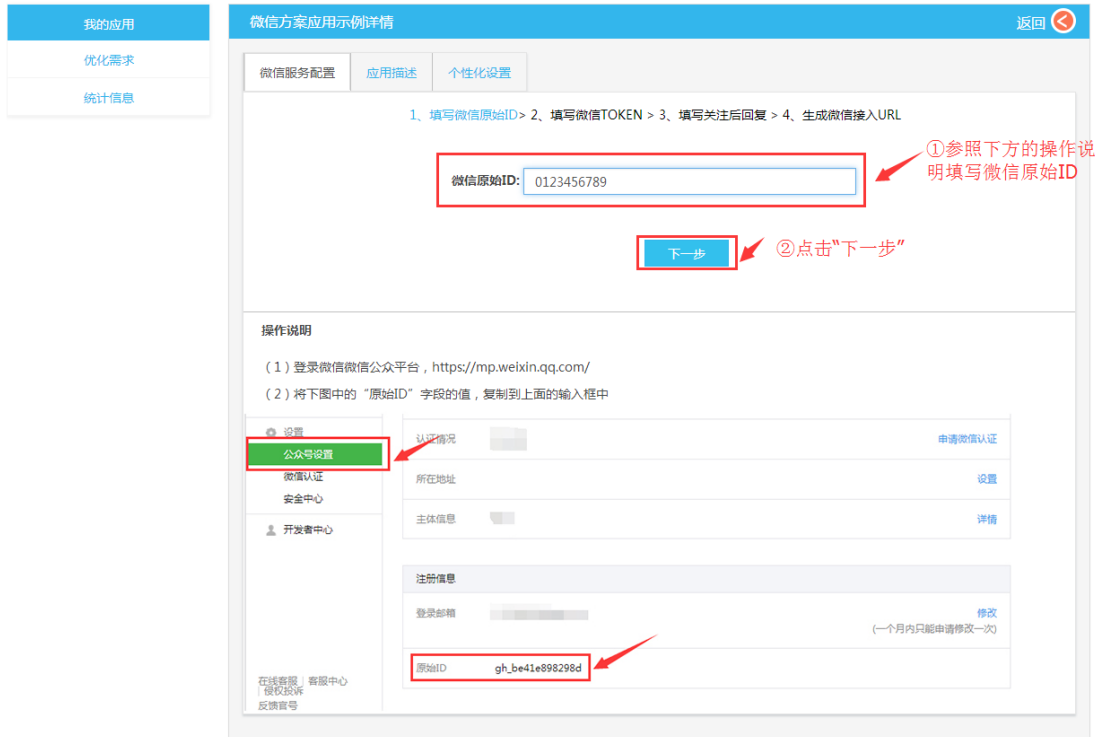 我的应用
优化需求
统计信息
微信方案应用示例详情
返回
微信服务配置
应用描述
个性化设置
1、填写微信原始ID> 2、填写微信TOKEN > 3、填写关注后回复 > 4、生成微信接入URL
微信原始ID:
0123456789
①参照下方的操作说
明填写微信原始ID
下一步
②点击“下一步”
操作说明
（1）登录微信微信公众平台，https://mp.weixin.qq.com/
（2）将下图中的“原始ID”字段的值，复制到上面的输入框中
设置
公众号设置
微信认证
安全中心
开发者中心
在线客服｜客服中心
｜侵权投诉
反馈官号
认证情况
申请微信认证
所在地址
设置
主体信息
详情
注册信息
登录邮箱
修改
(一个月内只能申请修改一次)
原始ID
gh_be41e898298d